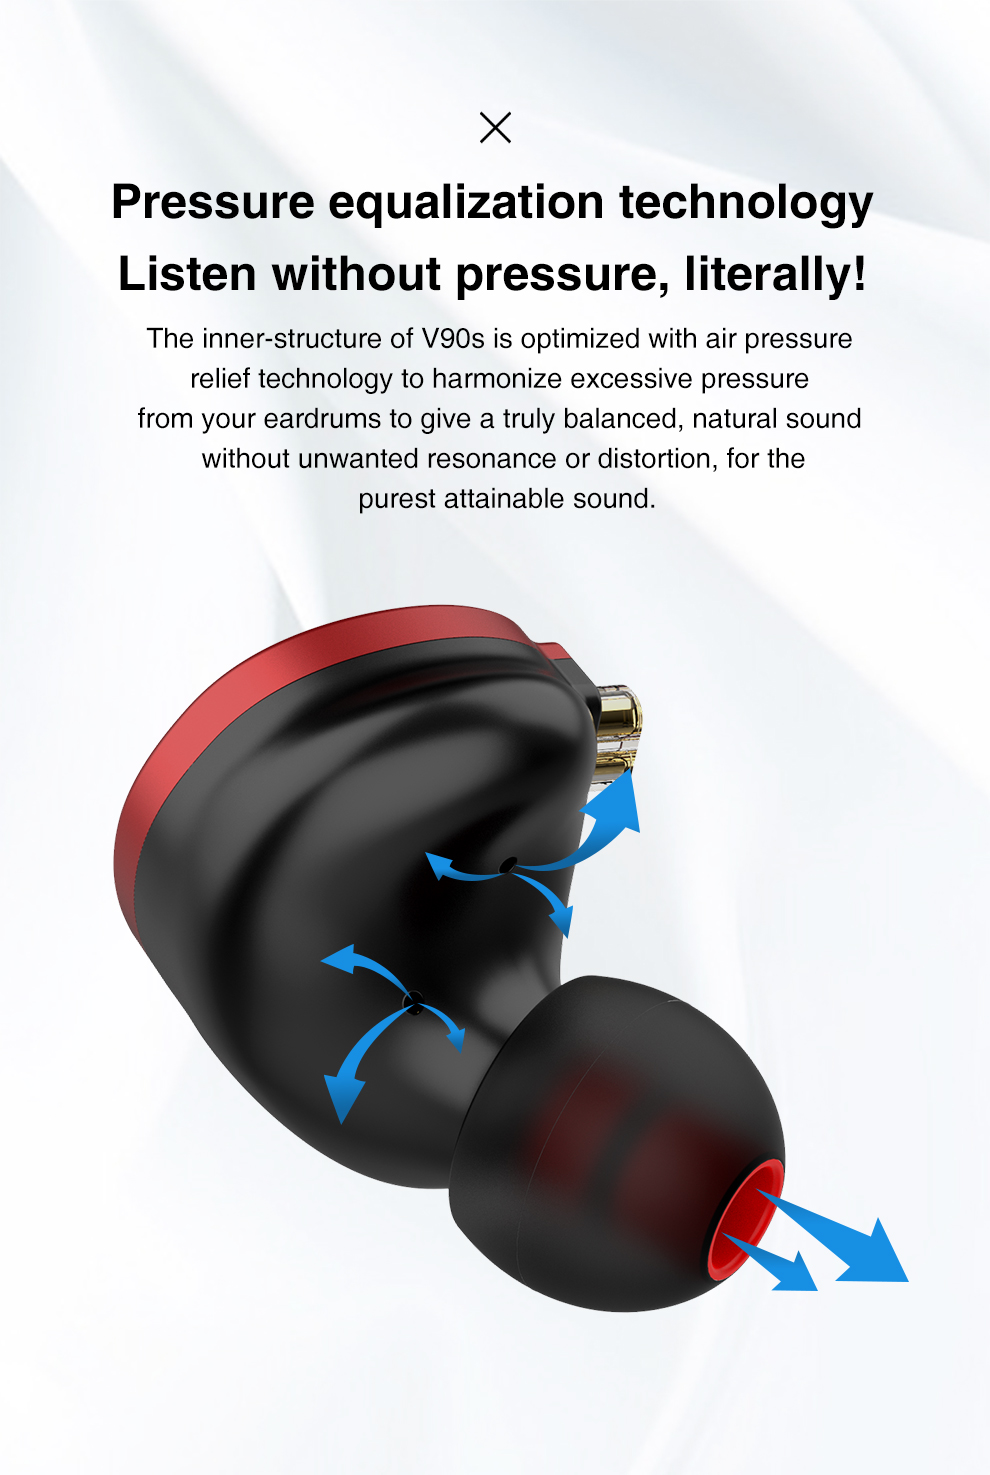 Pressure equalization technology
Listen without pressure, literally!
The inner-structure of V90s is optimized with air pressure
relief technology to harmonize excessive pressure
from your eardrums to give a truly balanced, natural sound
without unwanted resonance or distortion, for the
purest attainable sound.